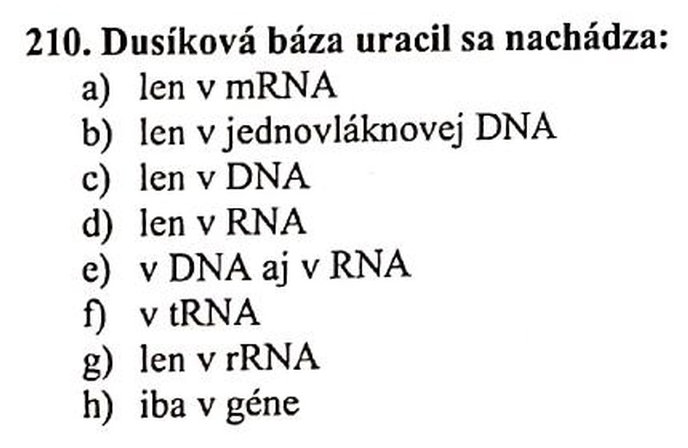 210. Dusíková báza uracil sa nachádza:
a) len v mRNA
b) len v jednovláknovej DNA
c) len v DNA
d) len v RNA
e) v DNA aj v RNA
f) v tRNA
g) len v rRNA
h) iba v géne